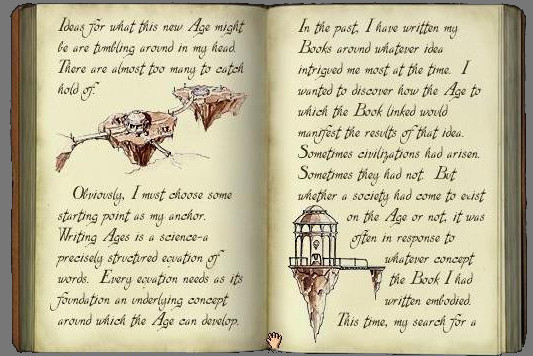 Ideas for what this new Age might
be are tumbling around in my head.
There are almost too many to catch
hold of.
Obviously, I must choose some
starting point as my anchor.
Writing Ages is a science–a
precisely structured equation of
words. Every equation needs as its
foundation an underlying concept
around which the Age can develop.
In the past, I have written my
Books around whatever idea
intrigued me most at the time. I
wanted to discover how the Age to
which the Book linked would
manifest the results of that idea.
Sometimes civilizations had arisen.
Sometimes they had not. But
whether a society had come to exist
on the Age or not, it was
often in response to
whatever concept
the Book I had
written embodied.
This time, my search for a